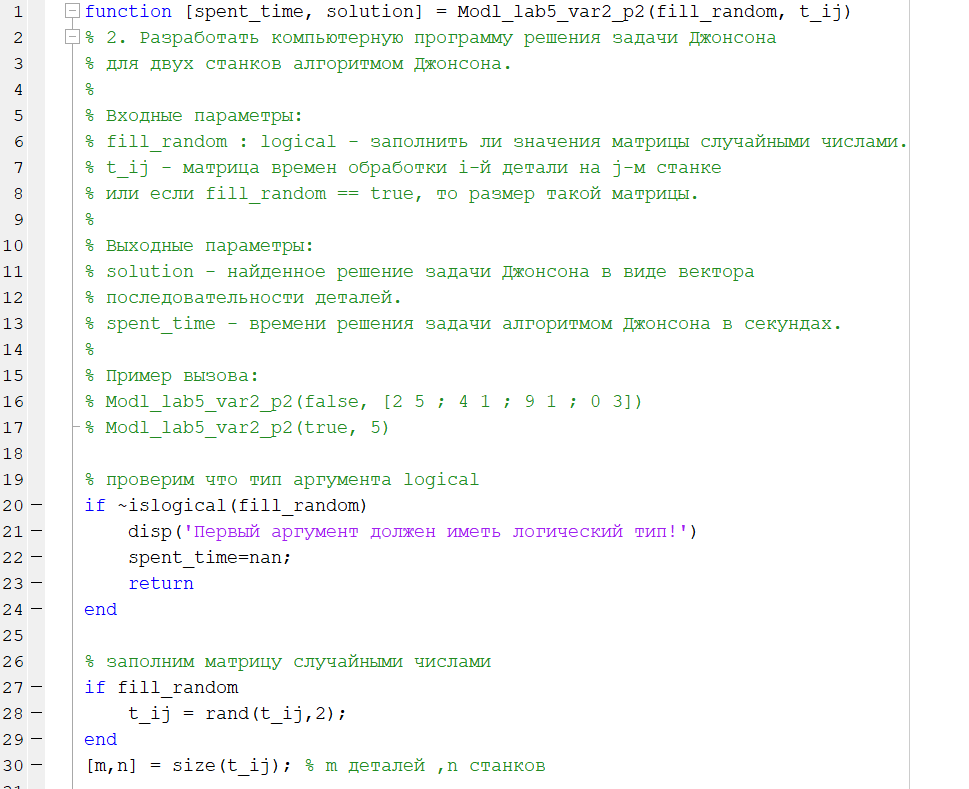 1 function [spent_time, solution] = Modl_lab5_var2_p2(fill_random, t_ij)
2 % 2. Разработать компьютерную программу решения задачи Джонсона
3 % для двух станков алгоритмом Джонсона.
4 %
5 % Входные параметры:
6 % fill_random : logical - заполнить ли значения матрицы случайными числами.
7 % t_ij - матрица времен обработки i-й детали на j-м станке
8 % или если fill_random == true, то размер такой матрицы.
9 %
10 % Выходные параметры:
11 % solution - найденное решение задачи Джонсона в виде вектора
12 % последовательности деталей.
13 % spent_time - времени решения задачи алгоритмом Джонсона в секундах.
14 %
15 % Пример вызова:
16 % Modl_lab5_var2_p2(false, [2 5 ; 4 1 ; 9 1 ; 0 3])
17 % Modl_lab5_var2_p2(true, 5)
18
19 % проверим что тип аргумента logical
20 if ~islogical(fill_random)
21 disp('Первый аргумент должен иметь логический тип!')
22 spent_time=nan;
23 return
24 end
25
26 % заполним матрицу случайными числами
27 if fill_random
28 t_ij = rand(t_ij,2);
29 end
30 [m,n] = size(t_ij); % m деталей ,n станков